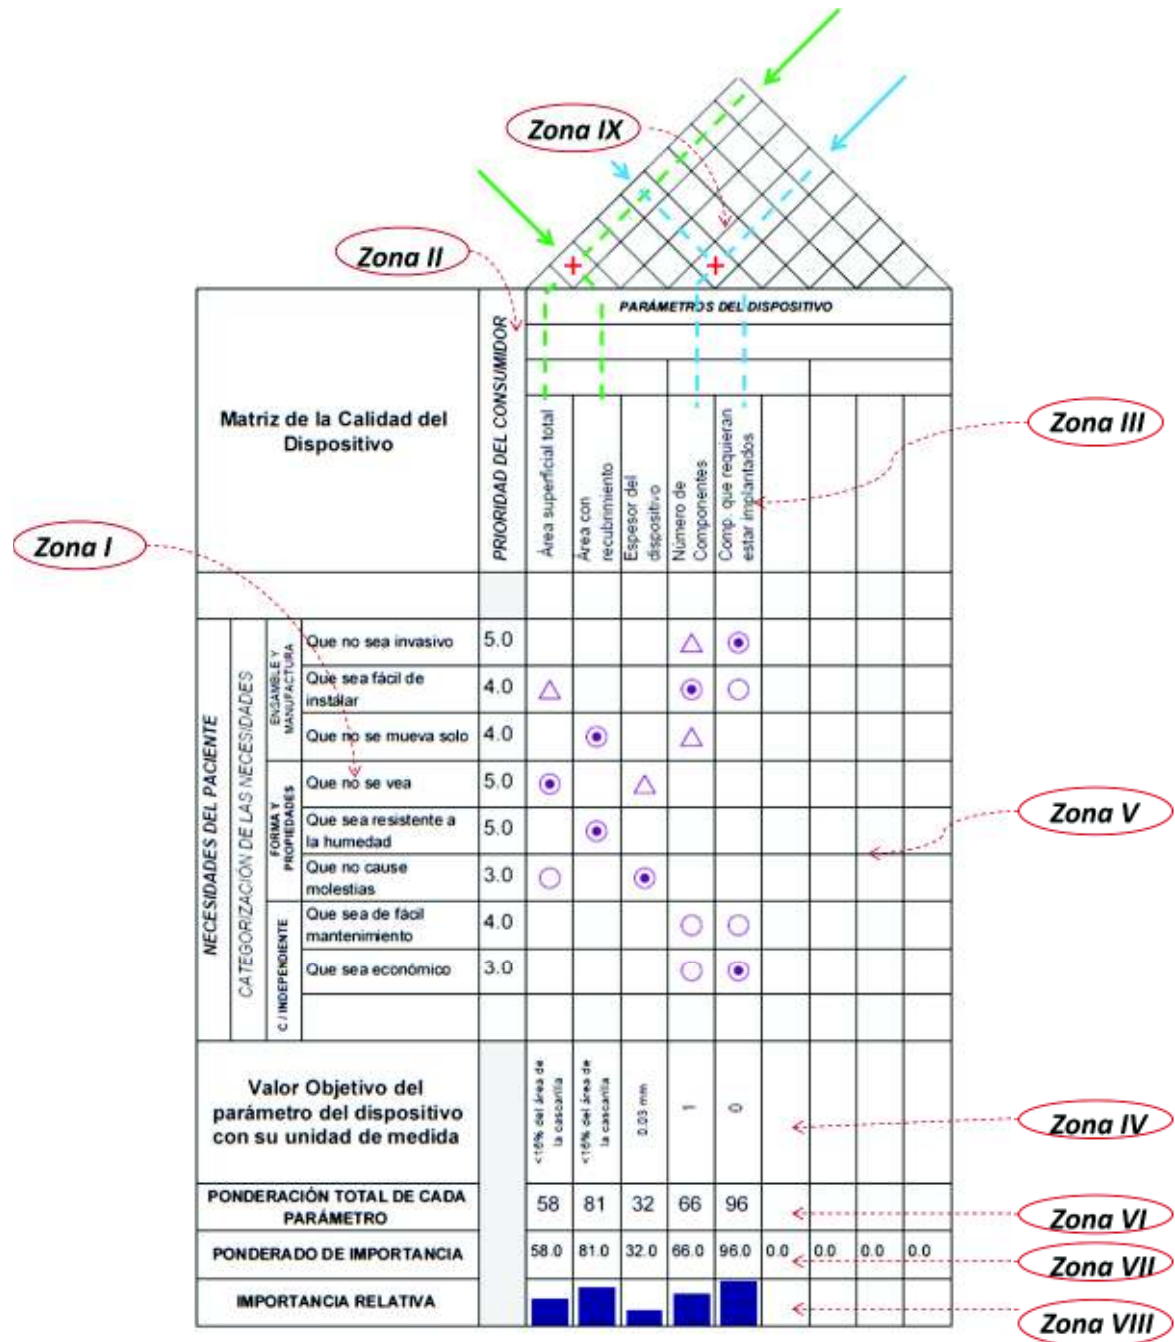 Zona IX
Zona II
PARÁMETROS DEL DISPOSITIVO
Matriz de la Calidad del
Dispositivo
PRIORIDAD DEL CONSUMIDOR
Área superficial total
Área con
recubrimiento
Espesor del
dispositivo
Número de
Componentes
Comp. que requieran
estar implantados
Zona III
Zona I
NECESIDADES DEL PACIENTE
CATEGORIZACIÓN DE LAS NECESIDADES
ENSAMBLE Y
MANUFACTURA
Que no sea invasivo 5.0
Que sea fácil de
instalar 4.0
Que no se mueva solo 4.0
FORMA Y
PROPIEDADES
Que no se vea 5.0
Que sea resistente a
la humedad 5.0
Que no cause
molestias 3.0
C / INDEPENDIENTE
Que sea de fácil
mantenimiento 4.0
Que sea económico 3.0
Zona V
Valor Objetivo del
parámetro del dispositivo
con su unidad de medida
<16% del área de
la cascarilla
<16% del área de
la cascarilla
0.03 mm
1
0
Zona IV
PONDERACIÓN TOTAL DE CADA
PARÁMETRO
58 81 32 66 96
Zona VI
PONDERADO DE IMPORTANCIA 58.0 81.0 32.0 66.0 96.0 0.0 0.0 0.0 0.0
Zona VII
IMPORTANCIA RELATIVA
Zona VIII